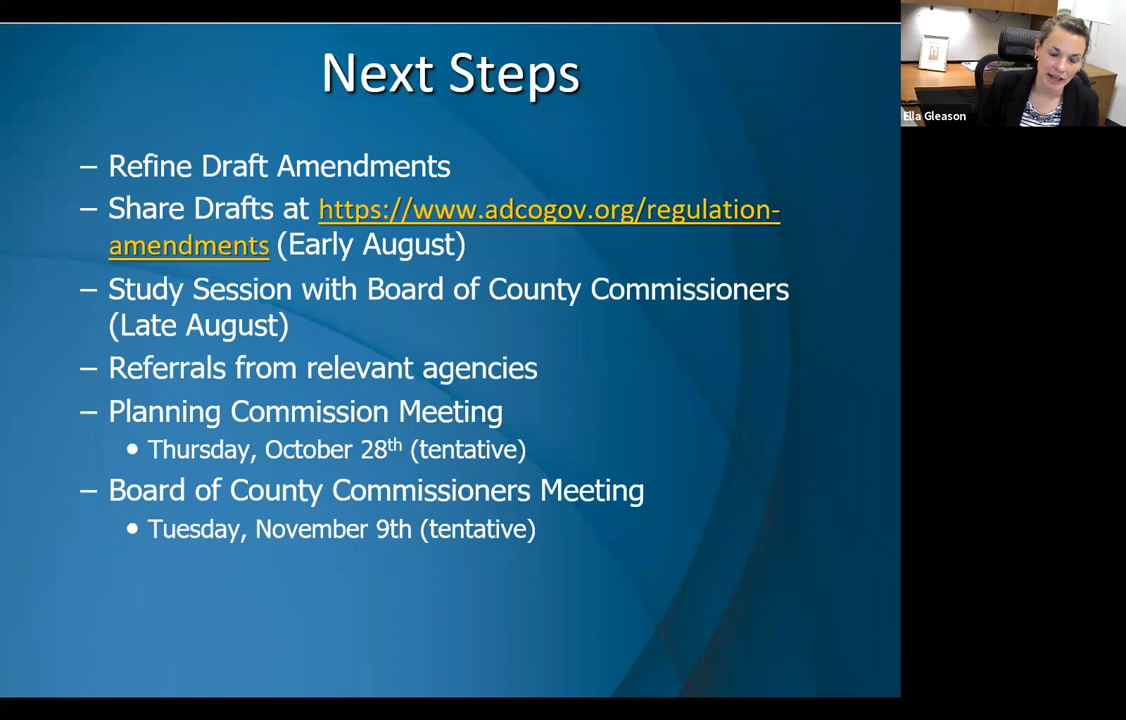 Next Steps
– Refine Draft Amendments
– Share Drafts at https://www.adcogov.org/regulation-
amendments (Early August)
– Study Session with Board of County Commissioners
(Late August)
– Referrals from relevant agencies
– Planning Commission Meeting
• Thursday, October 28th (tentative)
– Board of County Commissioners Meeting
• Tuesday, November 9th (tentative)
Ella Gleason